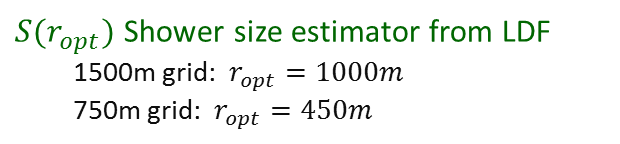 S(r_opt) Shower size estimator from LDF
1500m grid: r_opt = 1000m
750m grid: r_opt = 450m